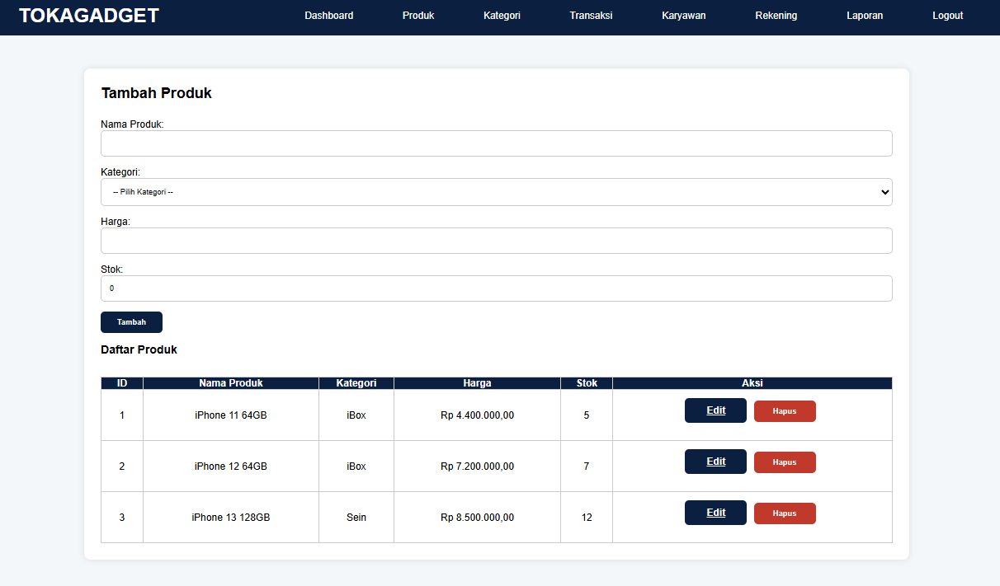 TOKAGADGET Dashboard Produk Kategori Transaksi Karyawan Rekening Laporan Logout
Tambah Produk
Nama Produk:
Kategori:
-- Pilih Kategori --
Harga:
Stok:
0
Tambah
Daftar Produk
ID Nama Produk Kategori Harga Stok Aksi
1 iPhone 11 64GB iBox Rp 4.400.000,00 5 Edit Hapus
2 iPhone 12 64GB iBox Rp 7.200.000,00 7 Edit Hapus
3 iPhone 13 128GB Sein Rp 8.500.000,00 12 Edit Hapus